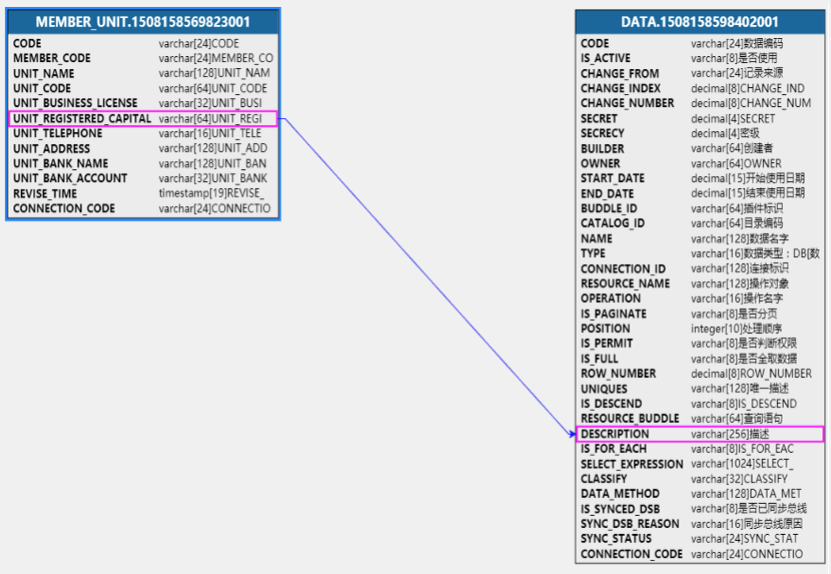 MEMBER_UNIT.1508158569823001
CODE varchar[24]CODE
MEMBER_CODE varchar[24]MEMBER_CO
UNIT_NAME varchar[128]UNIT_NAM
UNIT_CODE varchar[64]UNIT_CODE
UNIT_BUSINESS_LICENSE varchar[32]UNIT_BUSI
UNIT_REGISTERED_CAPITAL varchar[64]UNIT_REGI
UNIT_TELEPHONE varchar[16]UNIT_TELE
UNIT_ADDRESS varchar[128]UNIT_ADD
UNIT_BANK_NAME varchar[128]UNIT_BAN
UNIT_BANK_ACCOUNT varchar[32]UNIT_BANK
REVISE_TIME timestamp[19]REVISE_
CONNECTION_CODE varchar[24]CONNECTIO
DATA.1508158598402001
CODE varchar[24]数据编码
IS_ACTIVE varchar[8]是否使用
CHANGE_FROM varchar[24]记录来源
CHANGE_INDEX decimal[8]CHANGE_IND
CHANGE_NUMBER decimal[8]CHANGE_NUM
SECRET decimal[4]SECRET
SECRECY decimal[4]密级
BUILDER varchar[64]创建者
OWNER varchar[64]OWNER
START_DATE decimal[15]开始使用日期
END_DATE decimal[15]结束使用日期
BUDDLE_ID varchar[64]插件标识
CATALOG_ID varchar[64]目录编码
NAME varchar[128]数据名字
TYPE varchar[16]数据类型：DB[数
CONNECTION_ID varchar[128]连接标识
RESOURCE_NAME varchar[128]操作对象
OPERATION varchar[16]操作名字
IS_PAGINATE varchar[8]是否分页
POSITION integer[10]处理顺序
IS_PERMIT varchar[8]是否判断权限
IS_FULL varchar[8]是否全取数据
ROW_NUMBER decimal[8]ROW_NUMBER
UNIQUES varchar[128]唯一描述
IS_DESCEND varchar[8]IS_DESCEND
RESOURCE_BUDDLE varchar[64]查询语句
DESCRIPTION varchar[256]描述
IS_FOR_EACH varchar[8]IS_FOR_EAC
SELECT_EXPRESSION varchar[1024]SELECT_
CLASSIFY varchar[32]CLASSIFY
DATA_METHOD varchar[128]DATA_MET
IS_SYNCED_DSB varchar[8]是否已同步总线
SYNC_DSB_REASON varchar[16]同步总线原因
SYNC_STATUS varchar[24]SYNC_STAT
CONNECTION_CODE varchar[24]CONNECTIO